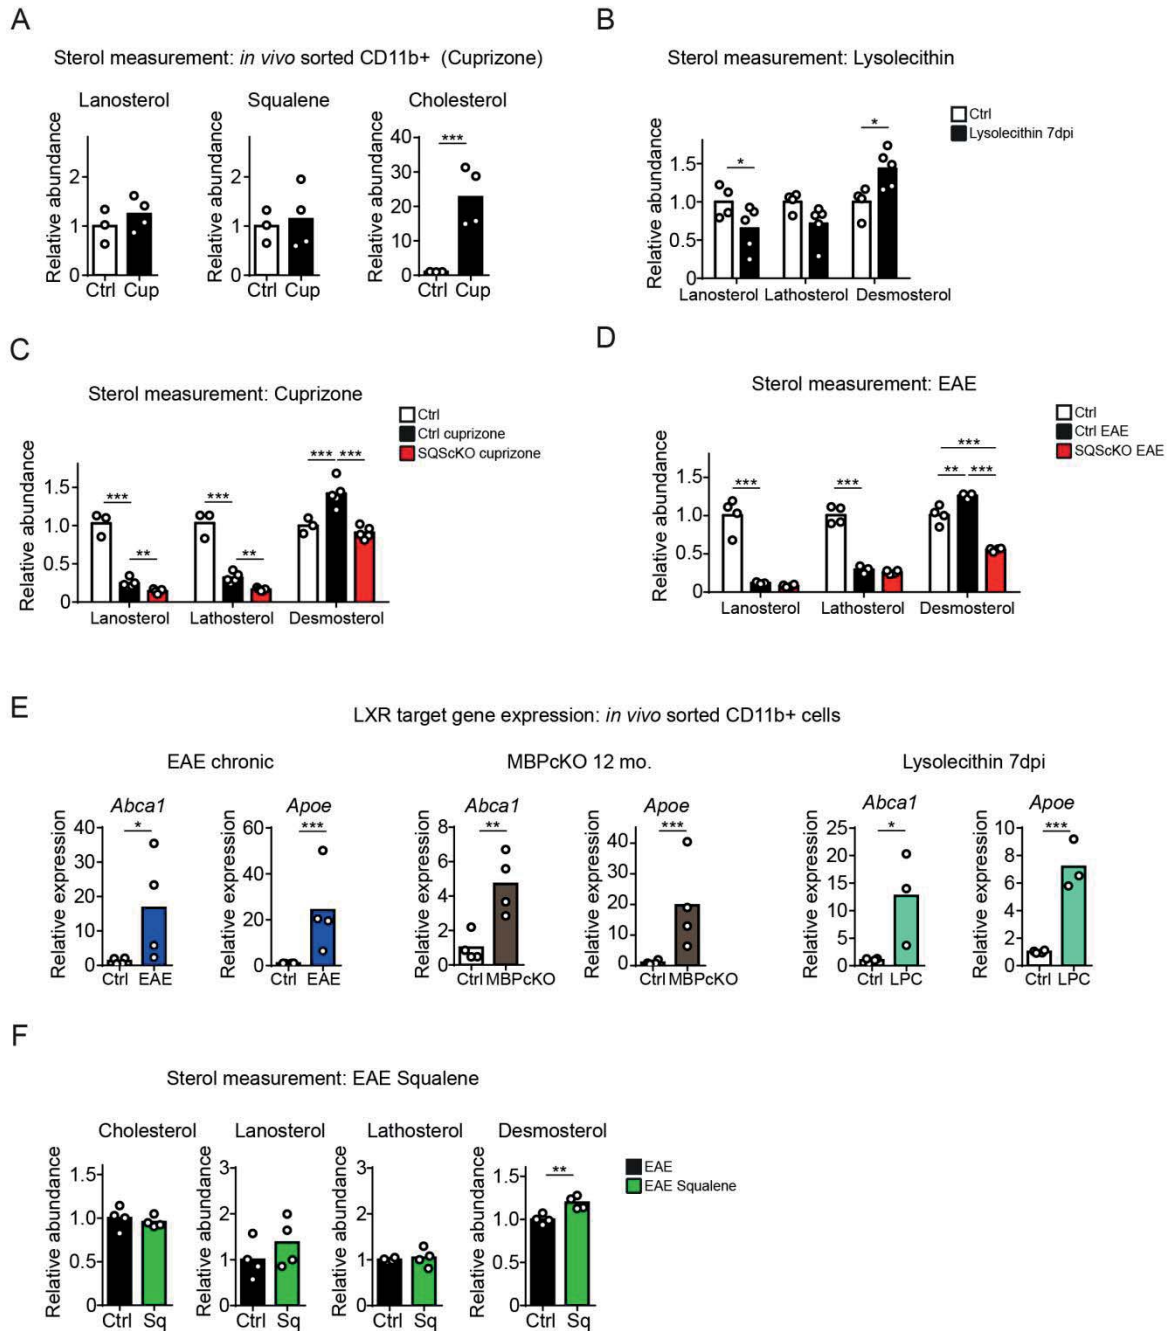 A
Sterol measurement: in vivo sorted CD11b+ (Cuprizone)
Lanosterol
Squalene
Cholesterol
Relative abundance
2
1
0
Ctrl Cup
Relative abundance
2
1
0
Ctrl Cup
Relative abundance
40
30
20
10
0
***
Ctrl Cup
B
Sterol measurement: Lysolecithin
Ctrl
Lysolecithin 7dpi
Relative abundance
1.5
1.0
0.5
0
*
*
Lanosterol Lathosterol Desmosterol
C
Sterol measurement: Cuprizone
Ctrl
Ctrl cuprizone
SQScKO cuprizone
Relative abundance
1.5
1.0
0.5
0
*** ** *** ** *** ***
Lanosterol Lathosterol Desmosterol
D
Sterol measurement: EAE
Ctrl
Ctrl EAE
SQScKO EAE
Relative abundance
1.5
1.0
0.5
0
***
*** *** ** ***
Lanosterol Lathosterol Desmosterol
E
LXR target gene expression: in vivo sorted CD11b+ cells
EAE chronic
MBPcKO 12 mo.
Lysolecithin 7dpi
Abca1
Relative expression
40
30
20
10
0
*
Ctrl EAE
Apoe
Relative expression
60
40
20
0
***
Ctrl EAE
Abca1
Relative expression
8
6
4
2
0
**
Ctrl MBPcKO
Apoe
Relative expression
40
30
20
10
0
***
Ctrl MBPcKO
Abca1
Relative expression
25
20
15
10
5
0
*
Ctrl LPC
Apoe
Relative expression
8
6
4
2
0
***
Ctrl LPC
F
Sterol measurement: EAE Squalene
Cholesterol
Lanosterol
Lathosterol
Desmosterol
EAE
EAE Squalene
Relative abundance
1.5
1.0
0.5
0
Ctrl Sq
Relative abundance
3
2
1
0
Ctrl Sq
Relative abundance
3
2
1
0
Ctrl Sq
Relative abundance
1.5
1.0
0.5
0
**
Ctrl Sq